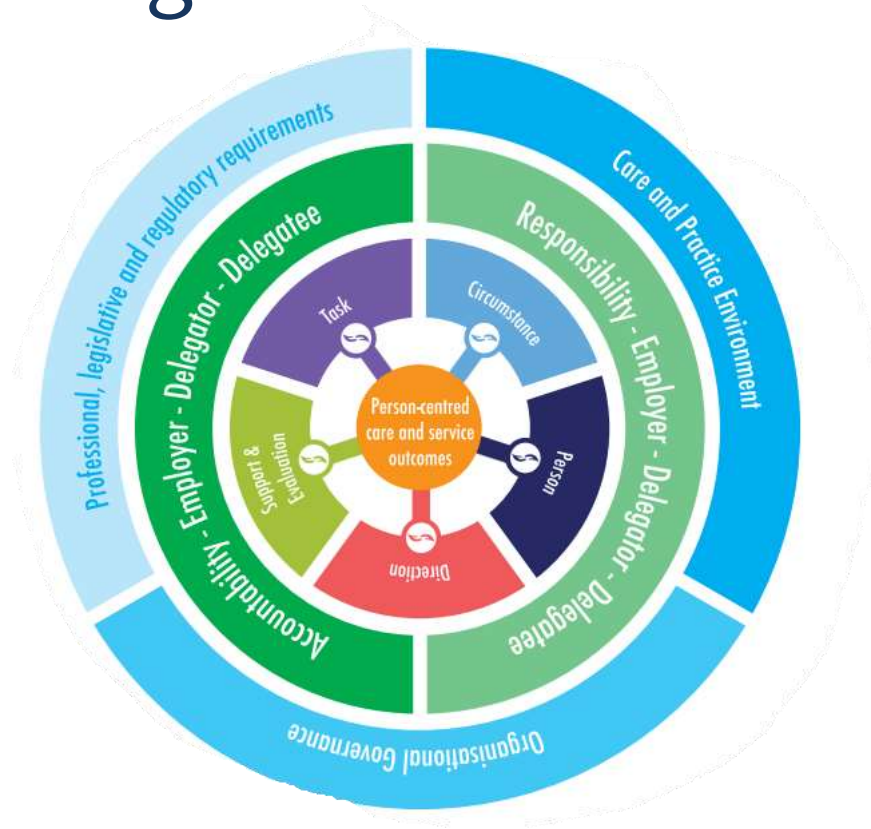 g
Professional, legislative and regulatory requirements
Care and Practice Environment
Organisational Governance
Accountability - Employer - Delegator - Delegatee
Responsibility - Employer - Delegator - Delegatee
Task
Circumstance
Person
Direction
Support &
Evaluation
Person-centred
care and service
outcomes